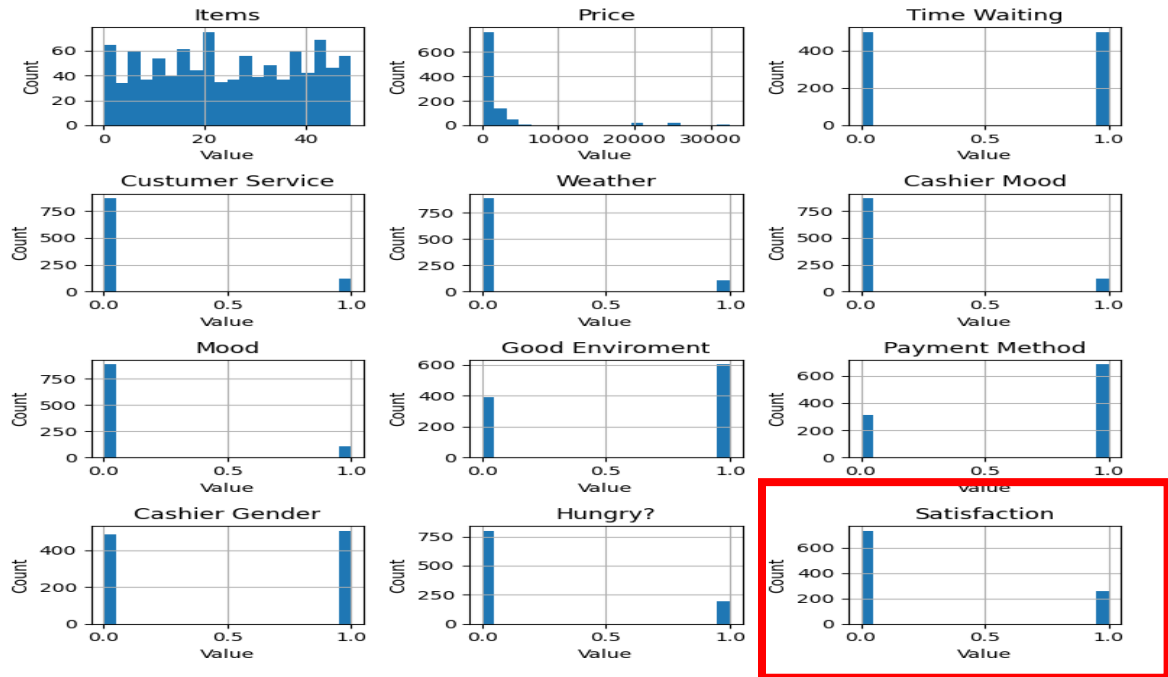 Items
Price
Time Waiting
60
40
20
0
Count
0 20 40
Value
600
400
200
0
Count
0 10000 20000 30000
Value
400
200
0
Count
0.0 0.5 1.0
Value
Custumer Service
Weather
Cashier Mood
750
500
250
0
Count
0.0 0.5 1.0
Value
750
500
250
0
Count
0.0 0.5 1.0
Value
750
500
250
0
Count
0.0 0.5 1.0
Value
Mood
Good Enviroment
Payment Method
750
500
250
0
Count
0.0 0.5 1.0
Value
600
400
200
0
Count
0.0 0.5 1.0
Value
600
400
200
0
Count
0.0 0.5 1.0
Value
Cashier Gender
Hungry?
Satisfaction
400
200
0
Count
0.0 0.5 1.0
Value
750
500
250
0
Count
0.0 0.5 1.0
Value
600
400
200
0
Count
0.0 0.5 1.0
Value